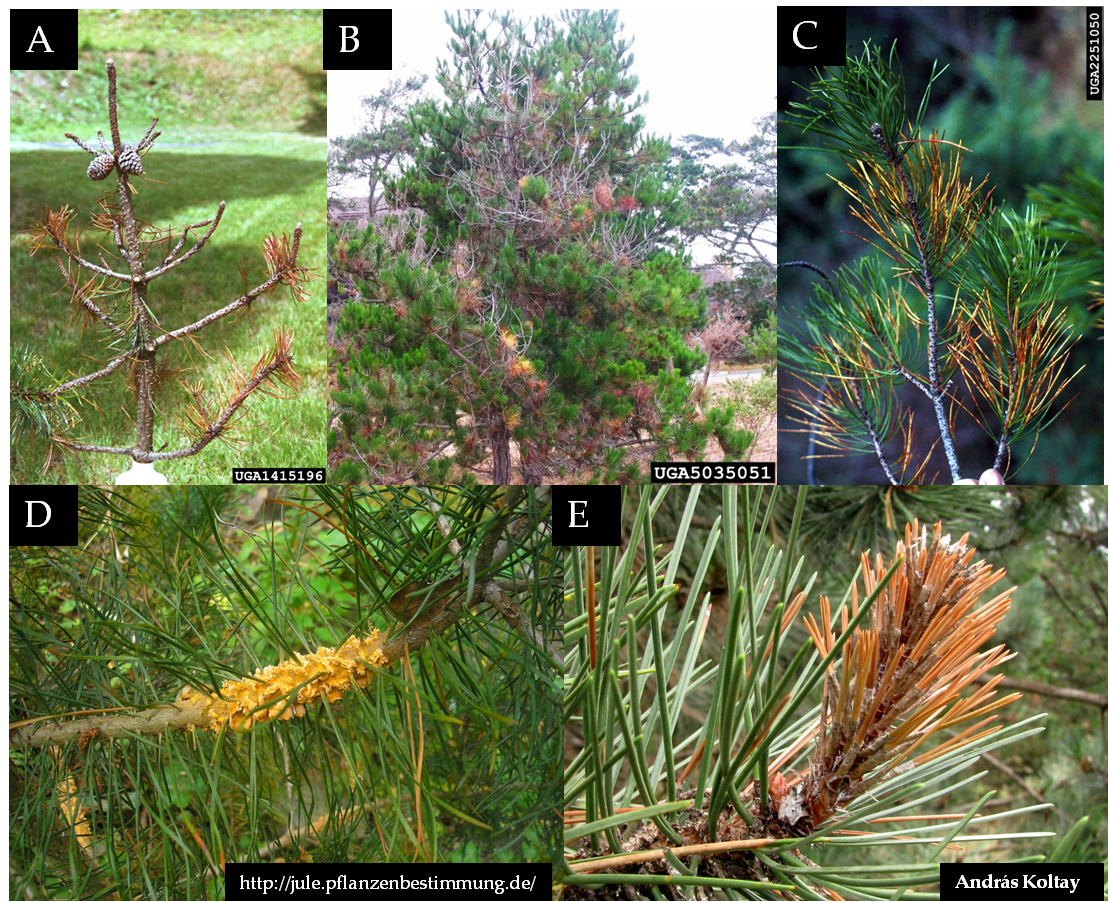 A
B
C
UGA2251050
UGA1415196
UGA5035051
D
E
http://jule.pflanzenbestimmung.de/
András Koltay